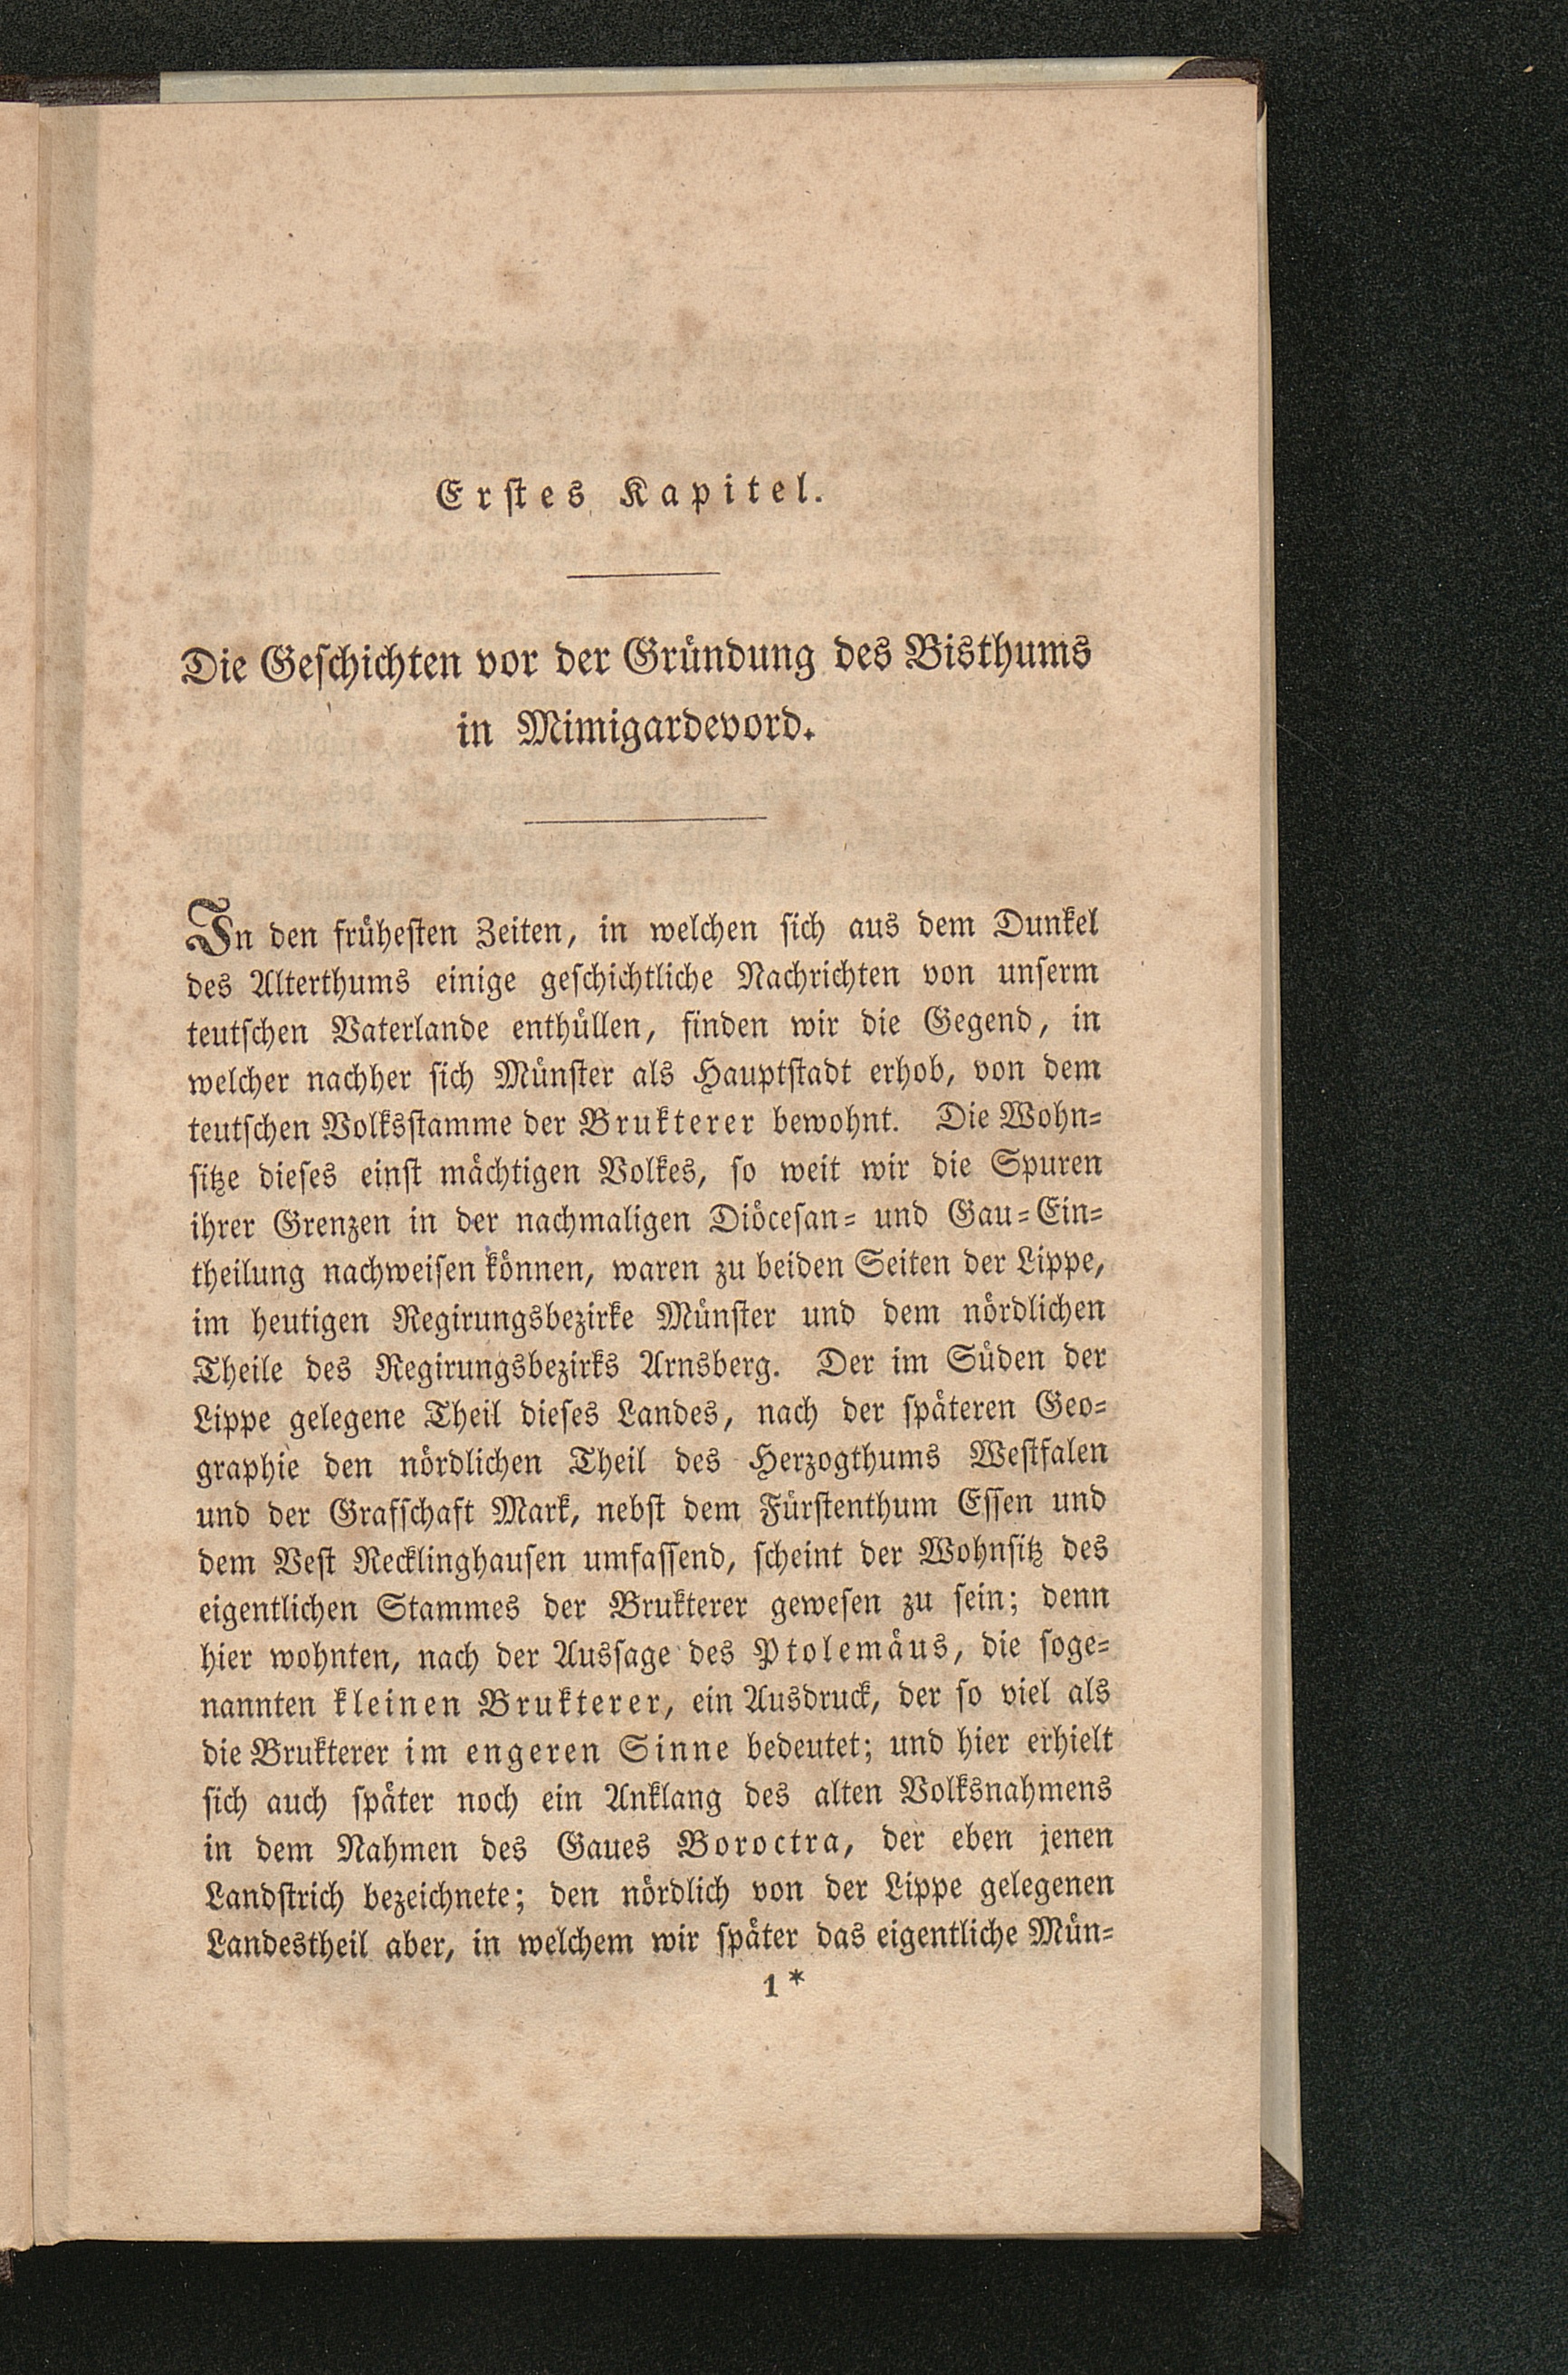 Erstes Kapitel.
Die Geschichten vor der Gründung des Bisthums
in Mimigardevord.
In den frühesten Zeiten, in welchen sich aus dem Dunkel
des Alterthums einige geschichtliche Nachrichten von unserm
teutschen Vaterlande enthüllen, finden wir die Gegend, in
welcher nachher sich Münster als Hauptstadt erhob, von dem
teutschen Volksstamme der Brukterer bewohnt. Die Wohn-
sitze dieses einst mächtigen Volkes, so weit wir die Spuren
ihrer Grenzen in der nachmaligen Diöcesan- und Gau-Ein-
theilung nachweisen können, waren zu beiden Seiten der Lippe,
im heutigen Regirungsbezirke Münster und dem nördlichen
Theile des Regirungsbezirks Arnsberg. Der im Süden der
Lippe gelegene Theil dieses Landes, nach der späteren Geo-
graphie den nördlichen Theil des Herzogthums Westfalen
und der Grafschaft Mark, nebst dem Fürstenthum Essen und
dem Vest Recklinghausen umfassend, scheint der Wohnsitz des
eigentlichen Stammes der Brukterer gewesen zu sein; denn
hier wohnten, nach der Aussage des Ptolemäus, die soge-
nannten kleinen Brukterer, ein Ausdruck, der so viel als
die Brukterer im engeren Sinne bedeutet; und hier erhielt
sich auch später noch ein Anklang des alten Volksnahmens
in dem Nahmen des Gaues Boroctra, der eben jenen
Landstrich bezeichnete; den nördlich von der Lippe gelegenen
Landestheil aber, in welchem wir später das eigentliche Mün-
1*